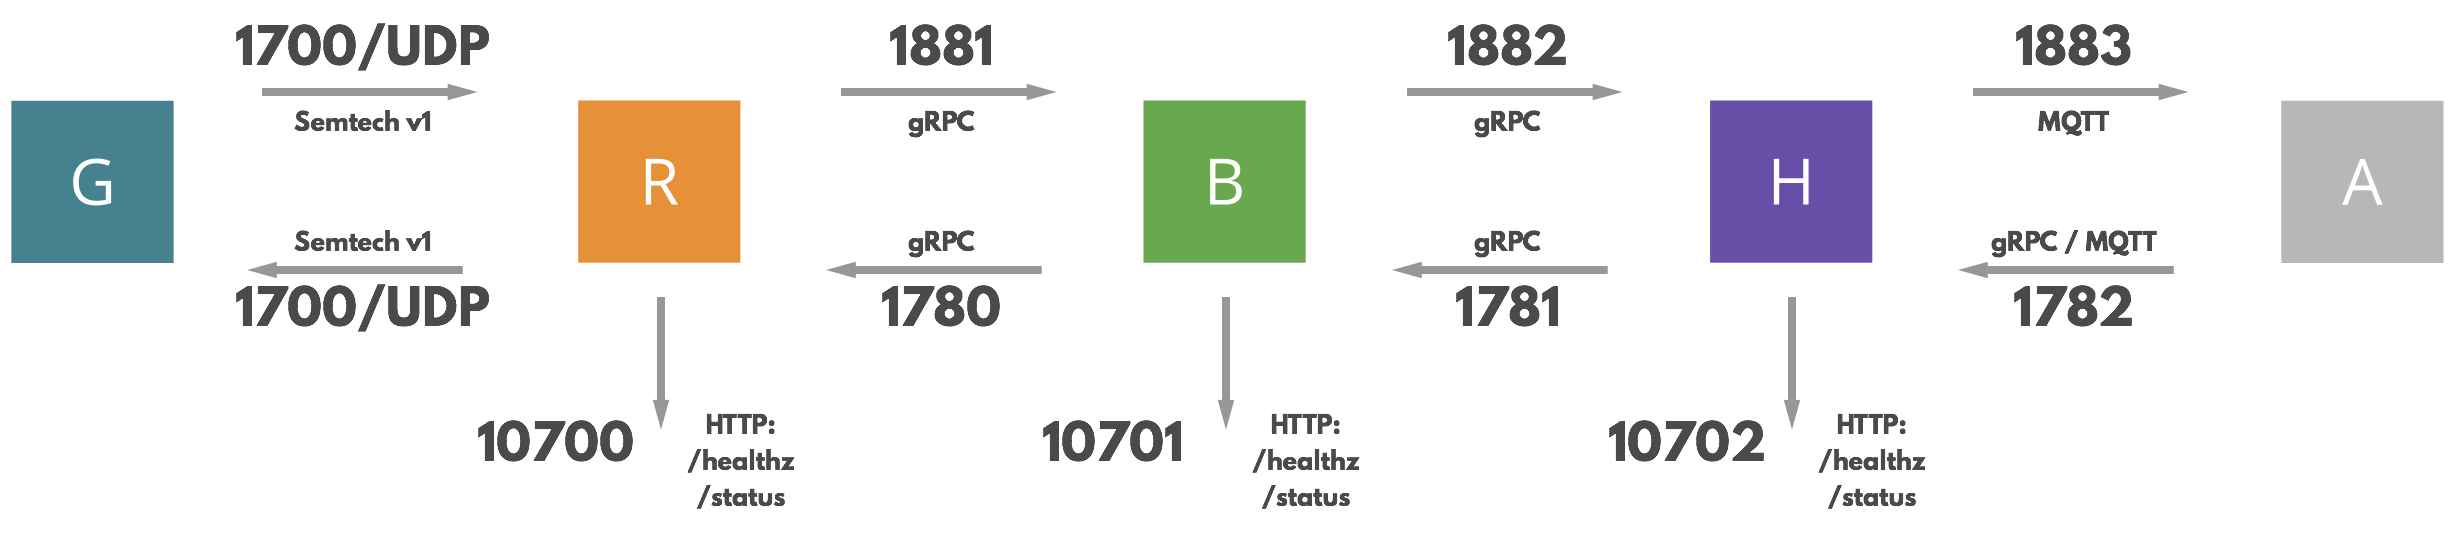 1700/UDP
1881
1882
1883
Semtech v1
gRPC
gRPC
MQTT
G
R
B
H
A
Semtech v1
gRPC
gRPC
gRPC / MQTT
1700/UDP
1780
1781
1782
10700
HTTP:
/healthz
/status
10701
HTTP:
/healthz
/status
10702
HTTP:
/healthz
/status